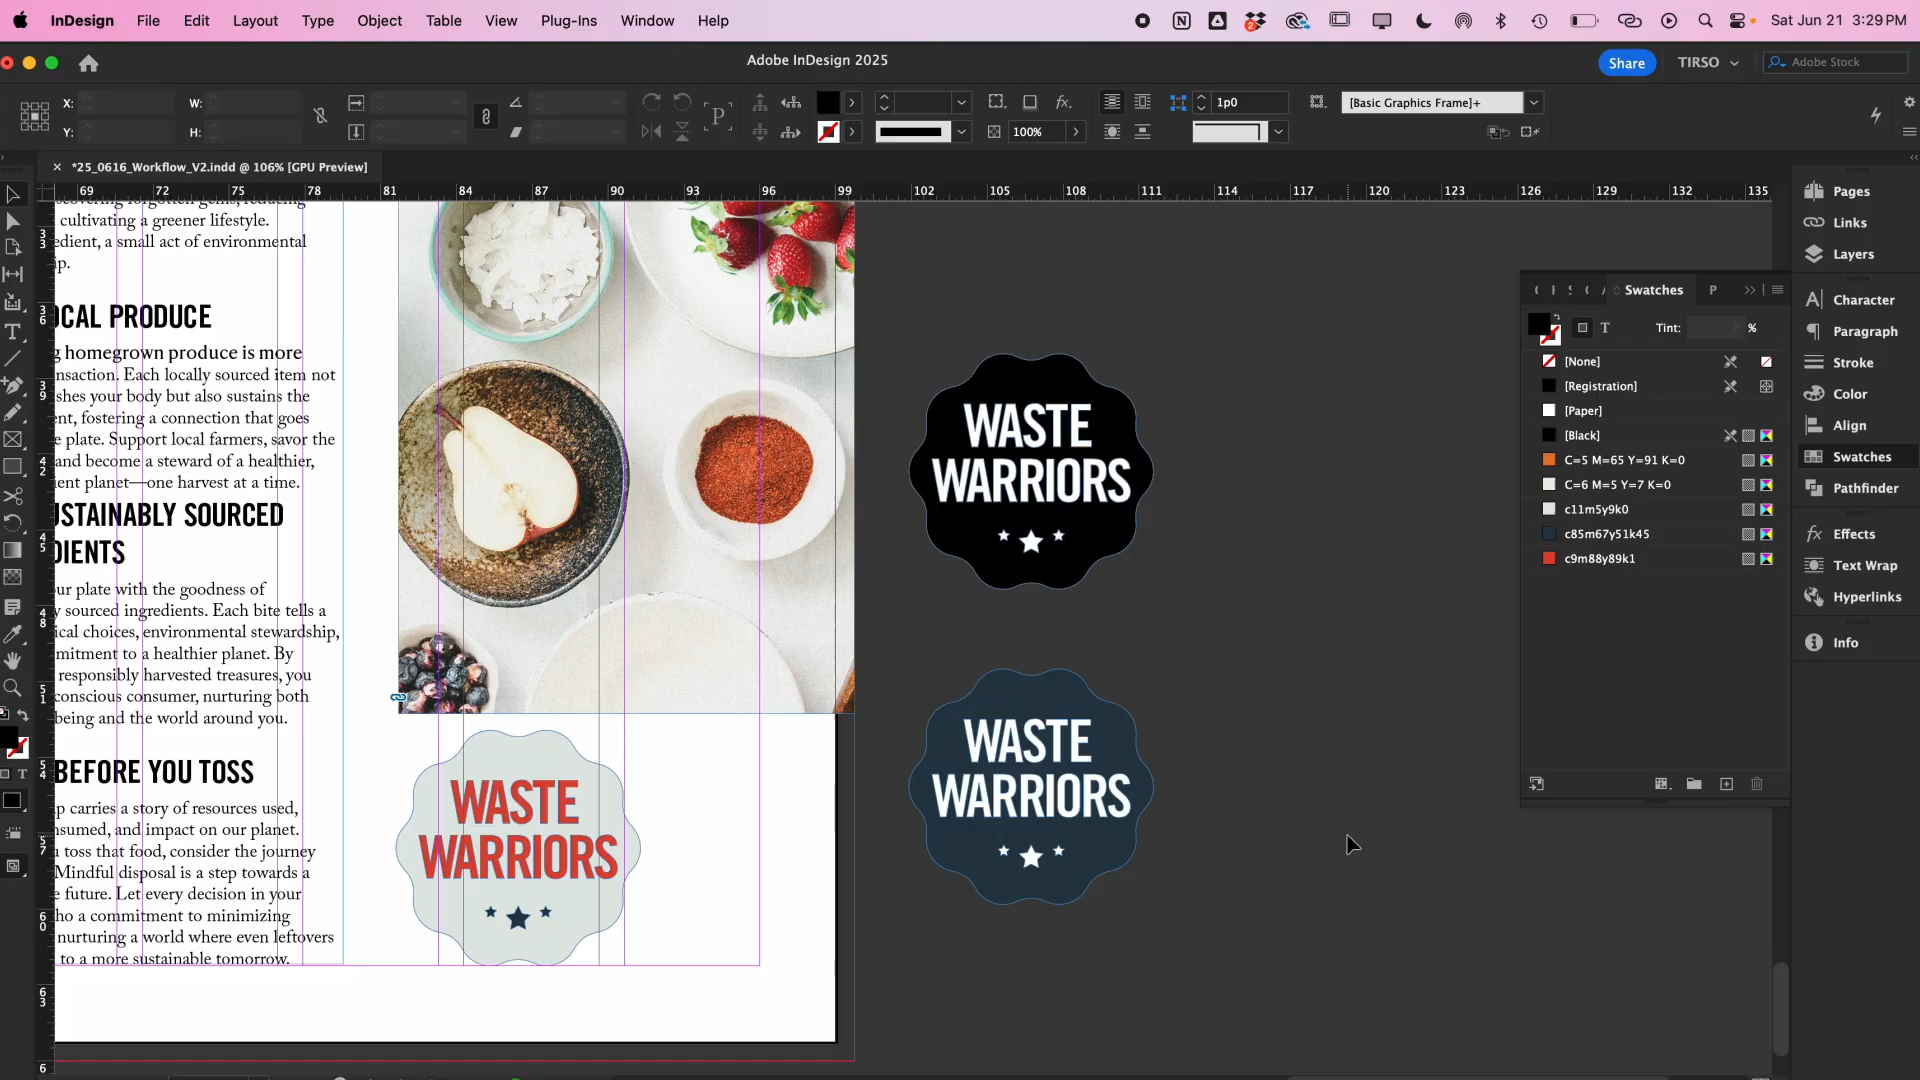 InDesign File Edit Layout Type Object Table View Plug-Ins Window Help
2
Sat Jun 21 3:29 PM
Adobe InDesign 2025
Share
TIRSO
Adobe Stock
X:
W:
1p0
[Basic Graphics Frame]+
Y:
H:
100%
*25_0616_Workflow_V2.indd @ 106% [GPU Preview]
69 72 75 78 81 84 87 90 93 96 99 102 105 108 111 114 117 120 123 126 129 132 135
cultivating a greener lifestyle.
edient, a small act of environmental
ip.
OCAL PRODUCE
g homegrown produce is more
nsaction. Each locally sourced item not
shes your body but also sustains the
ent, fostering a connection that goes
e plate. Support local farmers, savor the
and become a steward of a healthier,
ient planet—one harvest at a time.
USTAINABLY SOURCED
DIENTS
ur plate with the goodness of
y sourced ingredients. Each bite tells a
ical choices, environmental stewardship,
mitment to a healthier planet. By
responsibly harvested treasures, you
conscious consumer, nurturing both
being and the world around you.
BEFORE YOU TOSS
p carries a story of resources used,
nsumed, and impact on our planet.
u toss that food, consider the journey
Mindful disposal is a step towards a
e future. Let every decision in your
ho a commitment to minimizing
nurturing a world where even leftovers
to a more sustainable tomorrow.
WASTE
WARRIORS
WASTE
WARRIORS
WASTE
WARRIORS
Swatches
P
T
Tint:
%
[None]
[Registration]
[Paper]
[Black]
C=5 M=65 Y=91 K=0
C=6 M=5 Y=7 K=0
c11m5y9k0
c85m67y51k45
c9m88y89k1
Pages
Links
Layers
Character
Paragraph
Stroke
Color
Align
Swatches
Pathfinder
Effects
Text Wrap
Hyperlinks
Info